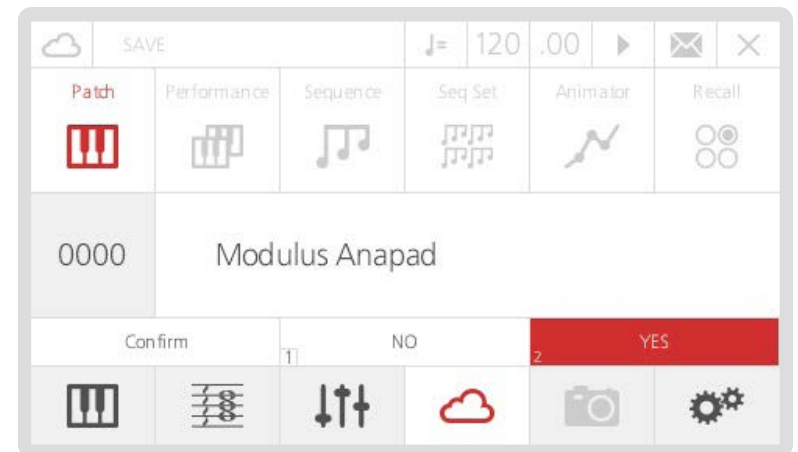 SAVE ♩= 120 .00
Patch Performance Sequence Seq Set Animator Recall
0000 Modulus Anapad
Confirm 1 NO 2 YES